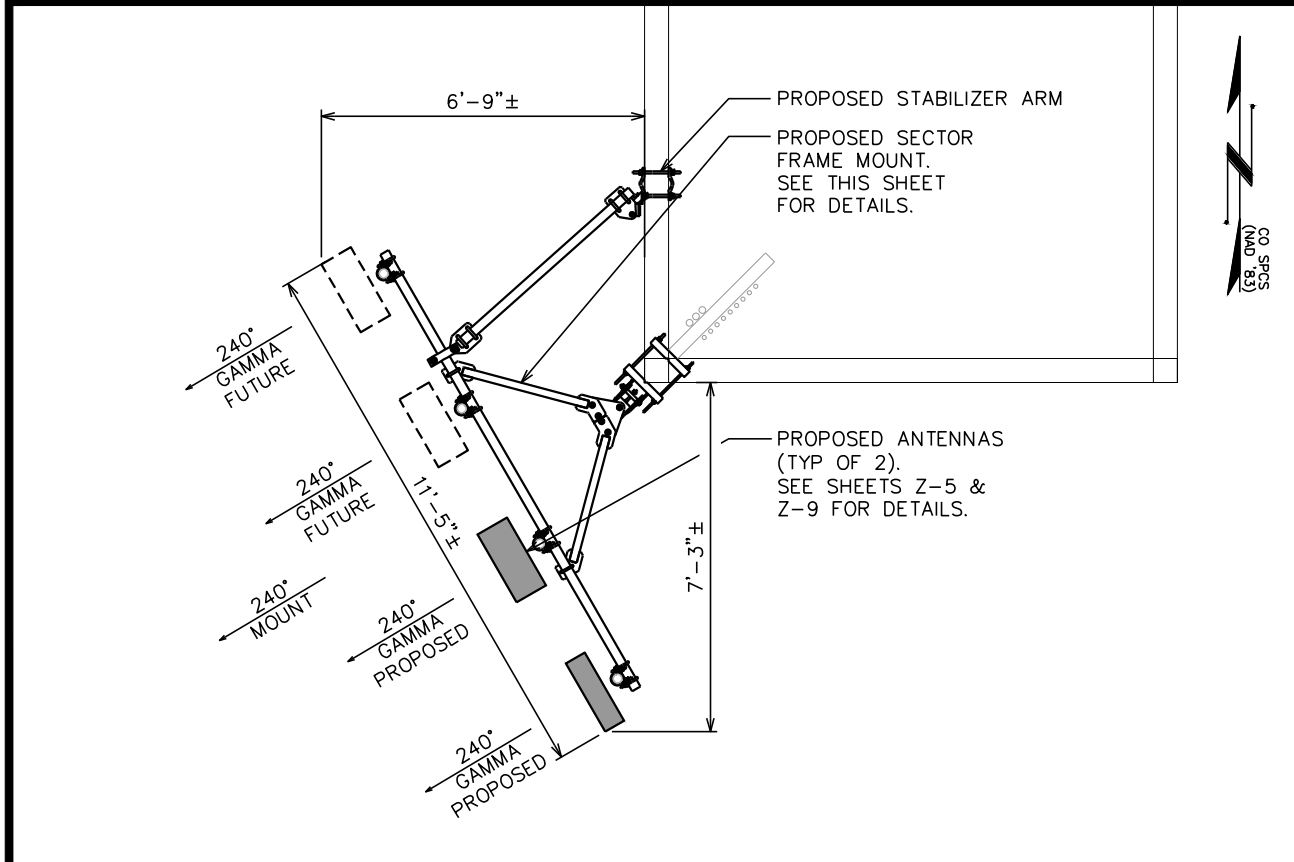 6'-9"±
PROPOSED STABILIZER ARM
PROPOSED SECTOR
FRAME MOUNT.
SEE THIS SHEET
FOR DETAILS.
CO SPCS
(NAD '83)
240°
GAMMA
FUTURE
240°
GAMMA
FUTURE
11'-5"±
PROPOSED ANTENNAS
(TYP OF 2).
SEE SHEETS Z-5 &
Z-9 FOR DETAILS.
7'-3"±
240°
MOUNT
240°
GAMMA
PROPOSED
240°
GAMMA
PROPOSED